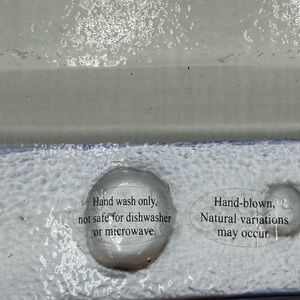 Hand wash only,
not safe for dishwasher
or microwave.
Hand-blown,
Natural variations
may occur.